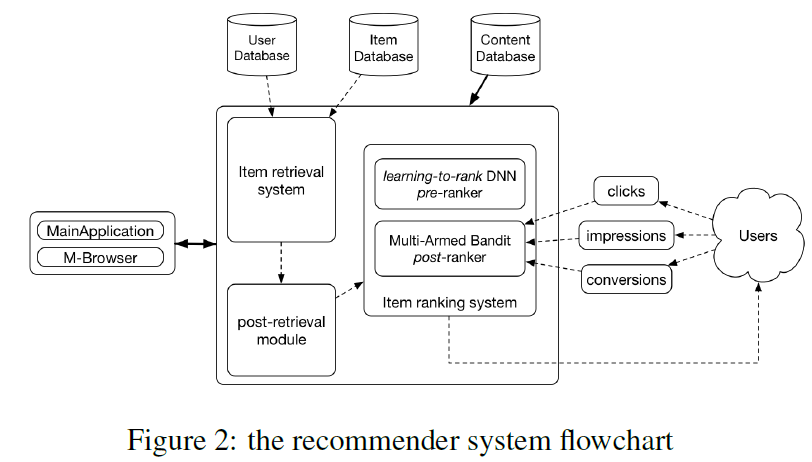 User
Database
Item
Database
Content
Database
Item retrieval
system
learning-to-rank DNN
pre-ranker
Multi-Armed Bandit
post-ranker
Item ranking system
post-retrieval
module
MainApplication
M-Browser
clicks
impressions
conversions
Users
Figure 2: the recommender system flowchart